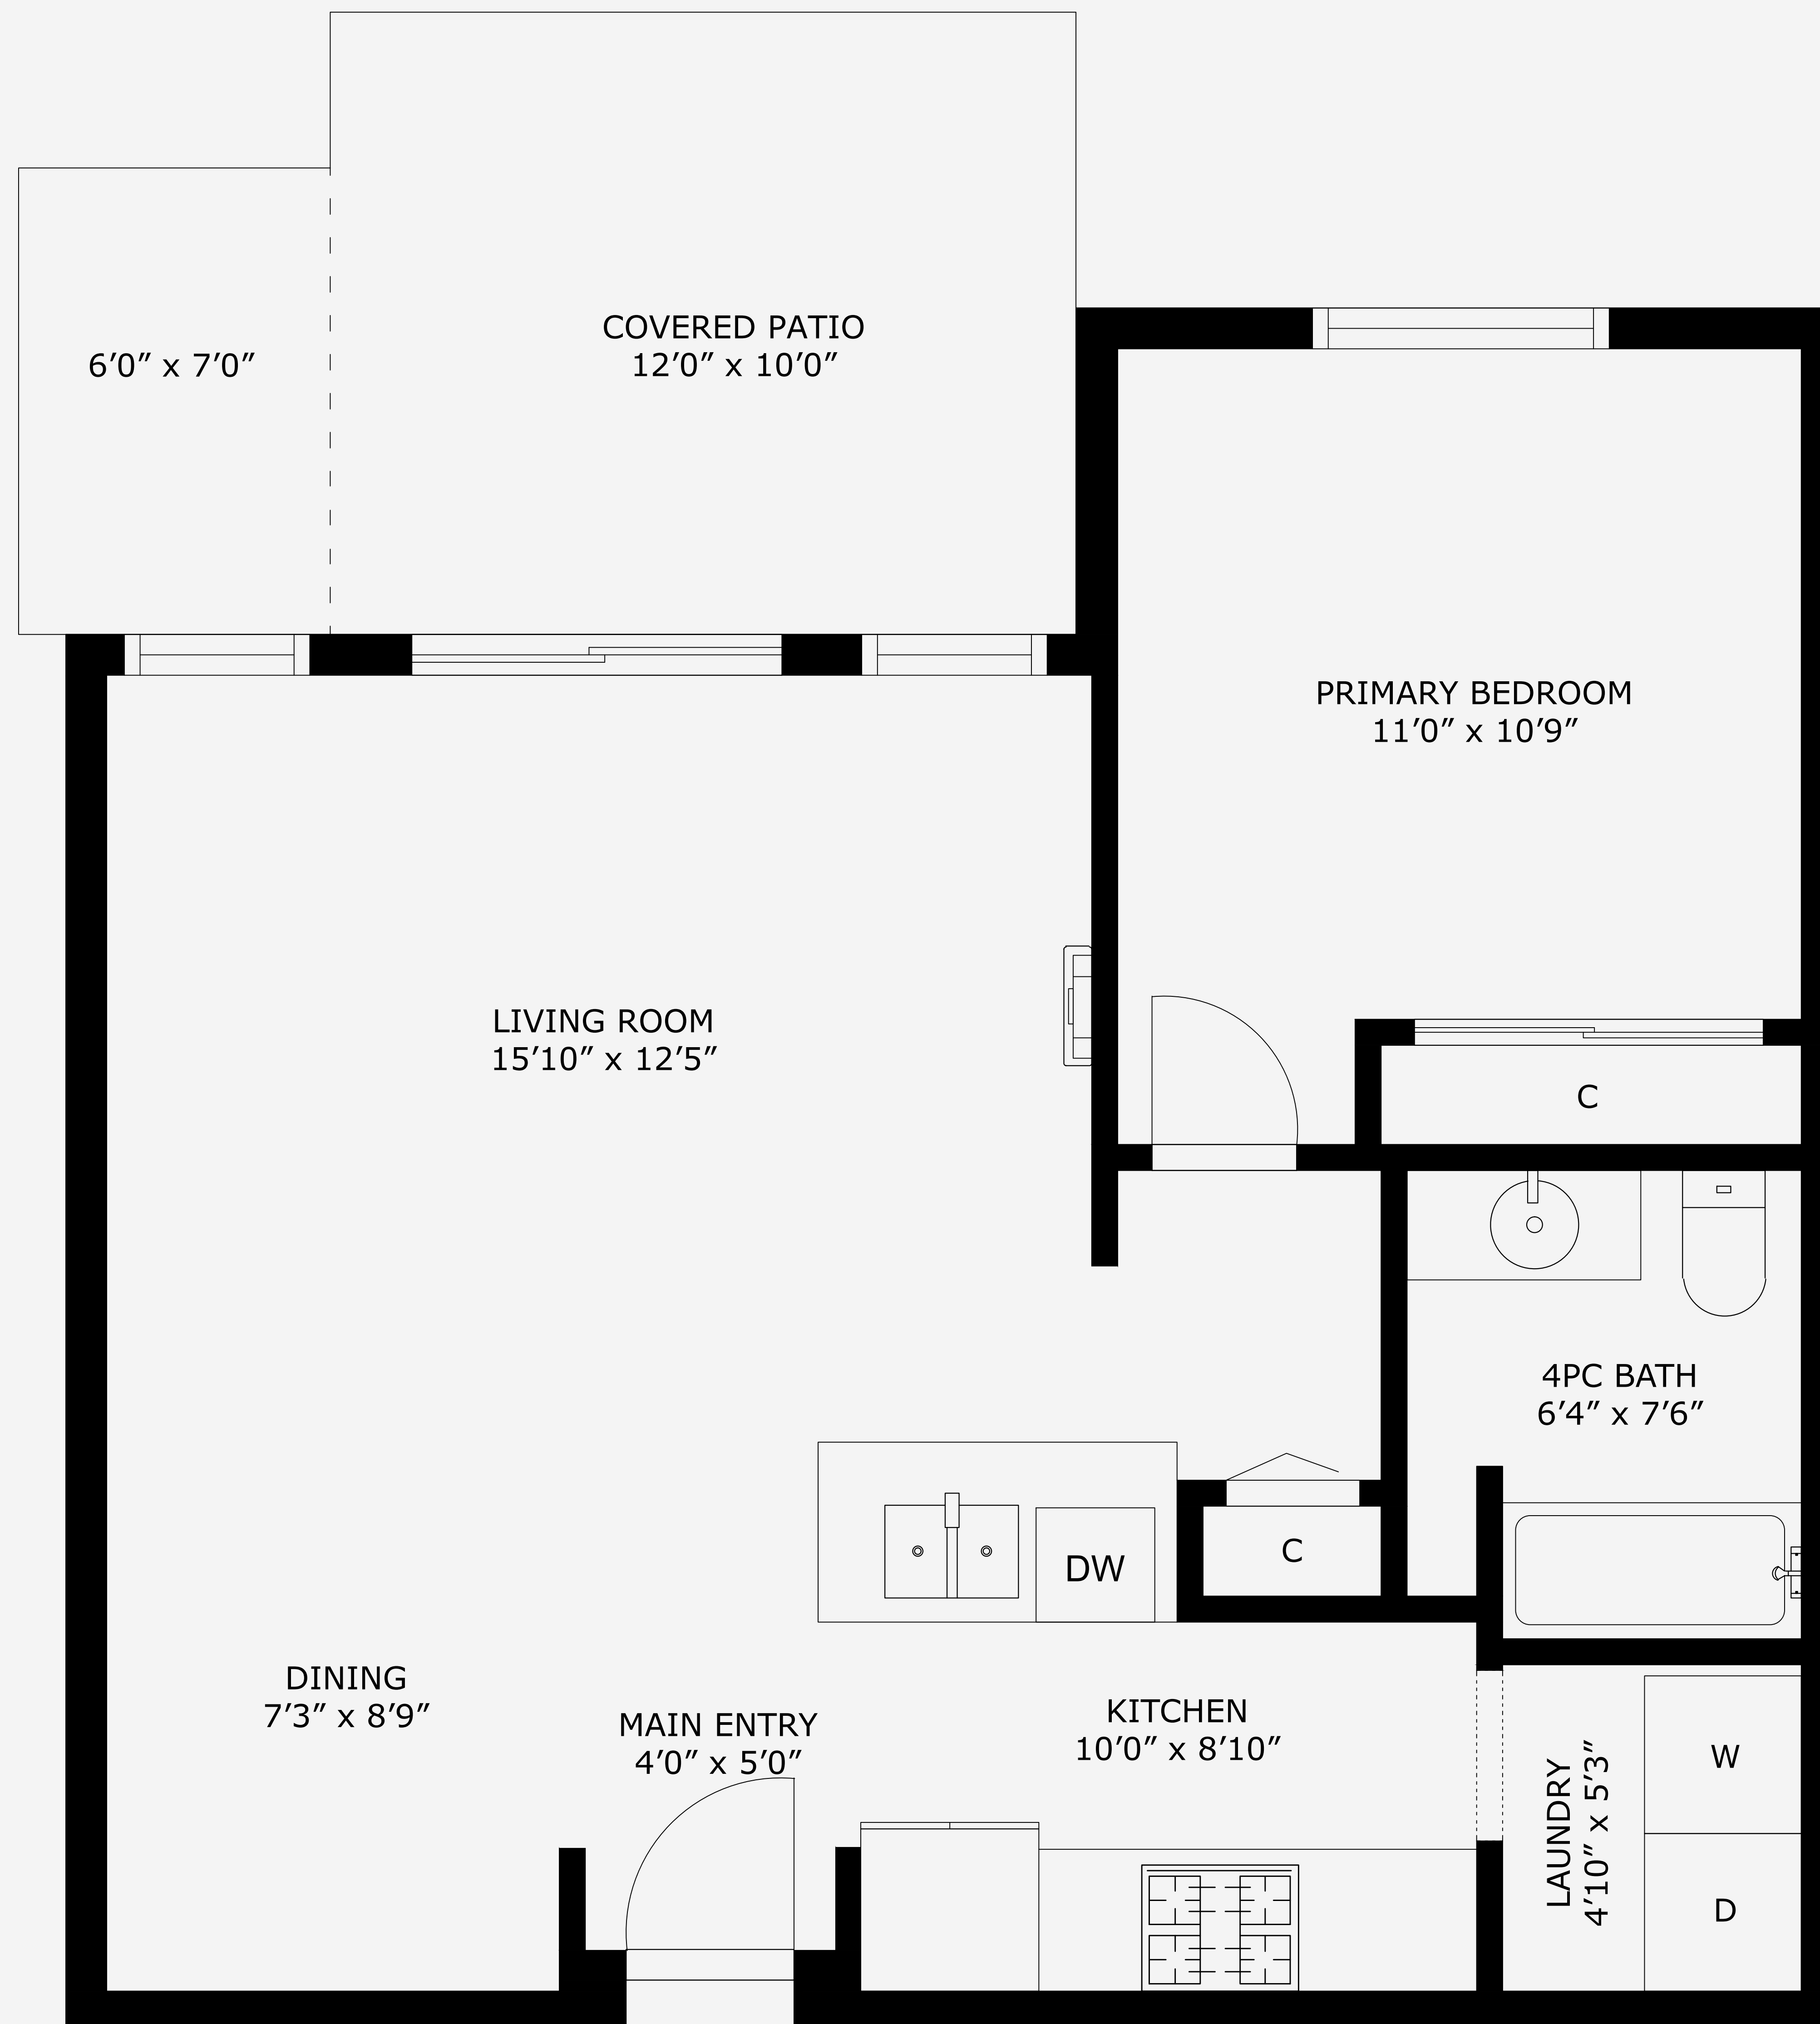 COVERED PATIO
12′0″ x 10′0″
6′0″ x 7′0″
PRIMARY BEDROOM
11′0″ x 10′9″
LIVING ROOM
15′10″ x 12′5″
C
4PC BATH
6′4″ x 7′6″
C
DW
DINING
7′3″ x 8′9″
MAIN ENTRY
4′0″ x 5′0″
KITCHEN
10′0″ x 8′10″
LAUNDRY
4′10″ x 5′3″
W
D